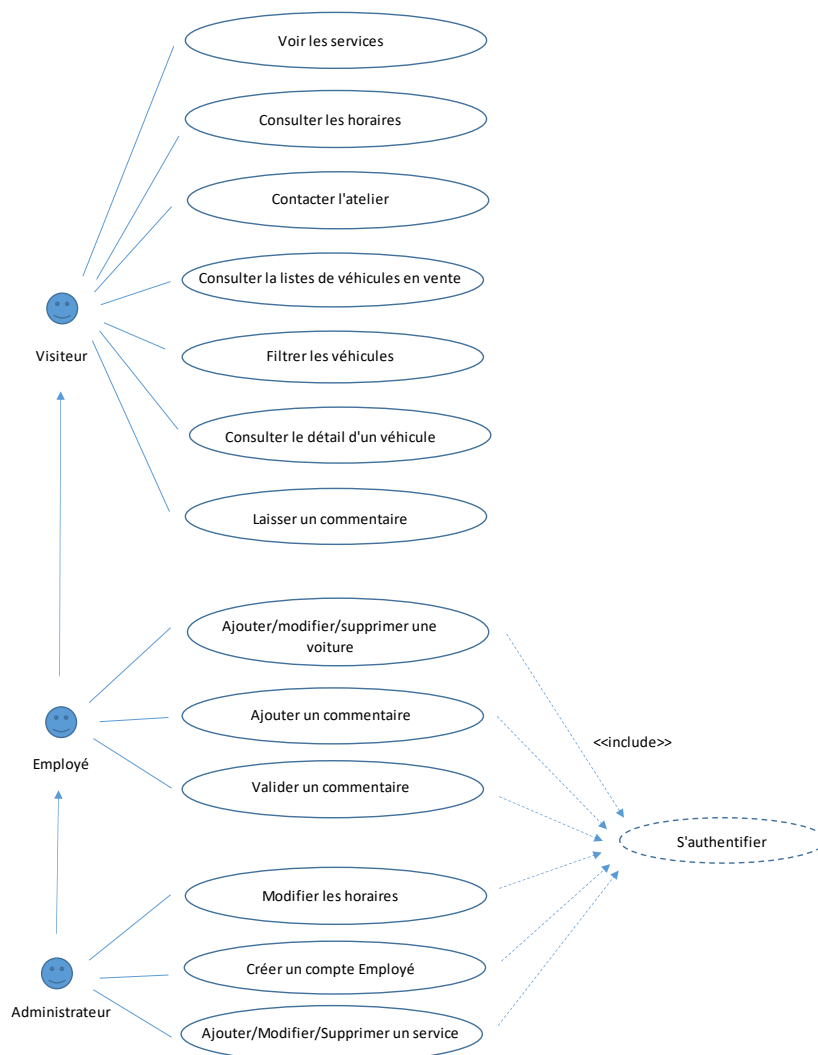 Voir les services
Consulter les horaires
Contacter l'atelier
Consulter la listes de véhicules en vente
Visiteur
Filtrer les véhicules
Consulter le détail d'un véhicule
Laisser un commentaire
Ajouter/modifier/supprimer une
voiture
Ajouter un commentaire
<<include>>
Employé
Valider un commentaire
S'authentifier
Modifier les horaires
Créer un compte Employé
Administrateur
Ajouter/Modifier/Supprimer un service